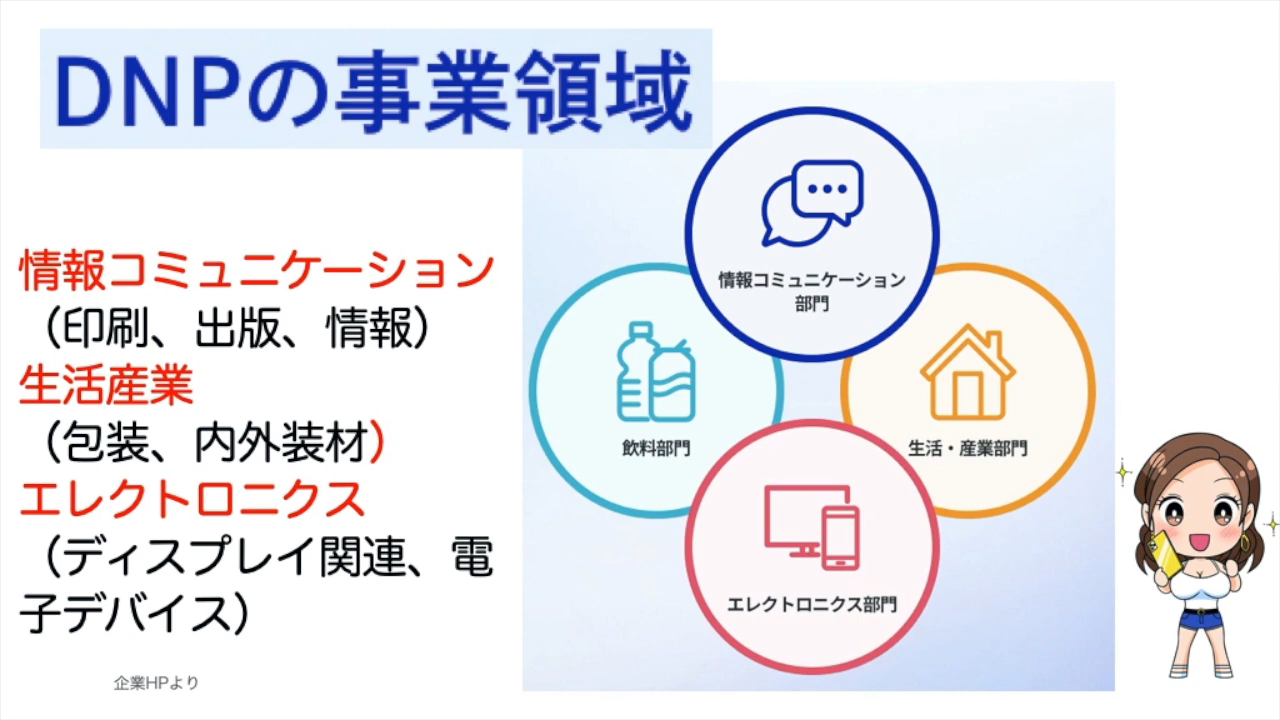 DNPの事業領域
情報コミュニケーション
（印刷、出版、情報）
生活産業
（包装、内外装材）
エレクトロニクス
（ディスプレイ関連、電
子デバイス）
企業HPより
情報コミュニケーション
部門
飲料部門
生活・産業部門
エレクトロニクス部門